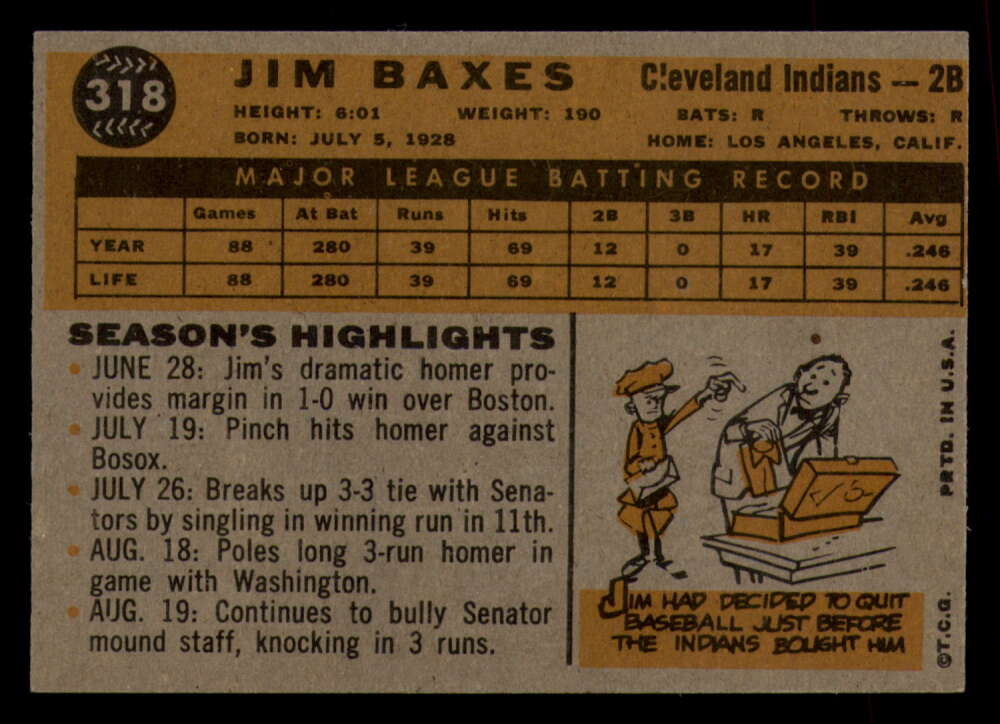 318
JIM BAXES
Cleveland Indians — 2B
HEIGHT: 6:01 WEIGHT: 190 BATS: R THROWS: R
BORN: JULY 5, 1928 HOME: LOS ANGELES, CALIF.
MAJOR LEAGUE BATTING RECORD
Games At Bat Runs Hits 2B 3B HR RBI Avg
YEAR 88 280 39 69 12 0 17 39 .246
LIFE 88 280 39 69 12 0 17 39 .246
SEASON'S HIGHLIGHTS
• JUNE 28: Jim's dramatic homer pro-
vides margin in 1-0 win over Boston.
• JULY 19: Pinch hits homer against
Bosox.
• JULY 26: Breaks up 3-3 tie with Sena-
tors by singling in winning run in 11th.
• AUG. 18: Poles long 3-run homer in
game with Washington.
• AUG. 19: Continues to bully Senator
mound staff, knocking in 3 runs.
JIM HAD DECIDED TO QUIT
BASEBALL JUST BEFORE
THE INDIANS BOUGHT HIM
©T.C.G. PRTD. IN U.S.A.